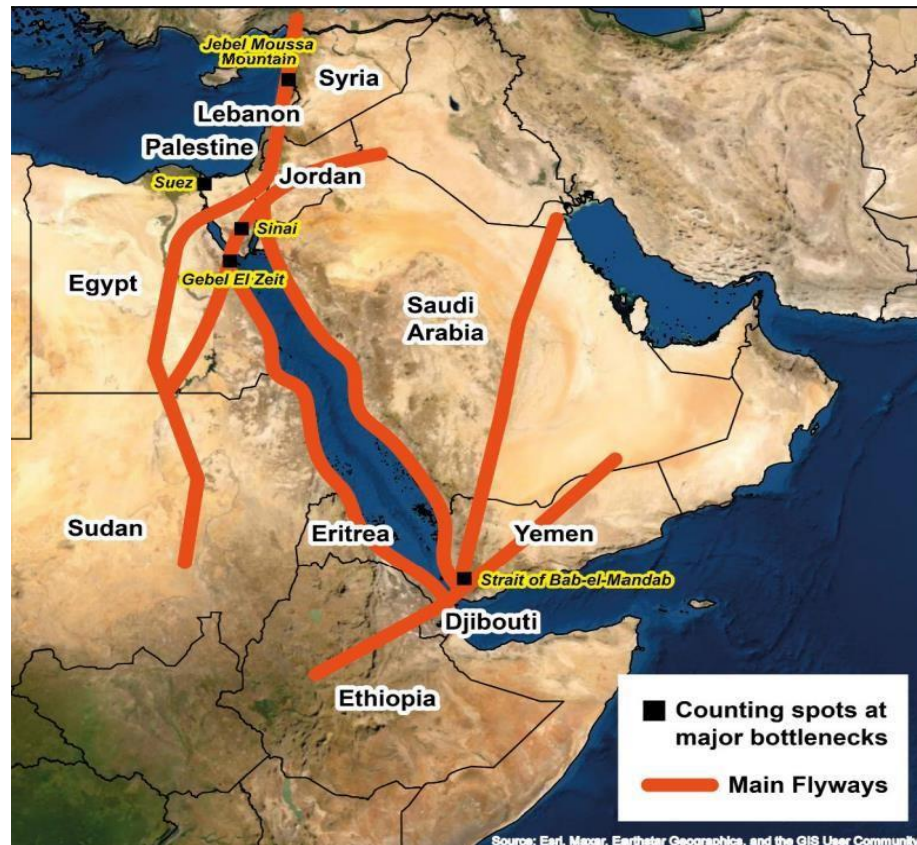 Jebel Moussa
Mountain
Syria
Lebanon
Palestine
Suez
Jordan
Sinai
Gebel El Zeit
Egypt
Saudi
Arabia
Sudan
Eritrea
Yemen
Strait of Bab-el-Mandab
Djibouti
Ethiopia
Counting spots at
major bottlenecks
Main Flyways
Source: Esri, Maxar, Earthstar Geographics, and the GIS User Community